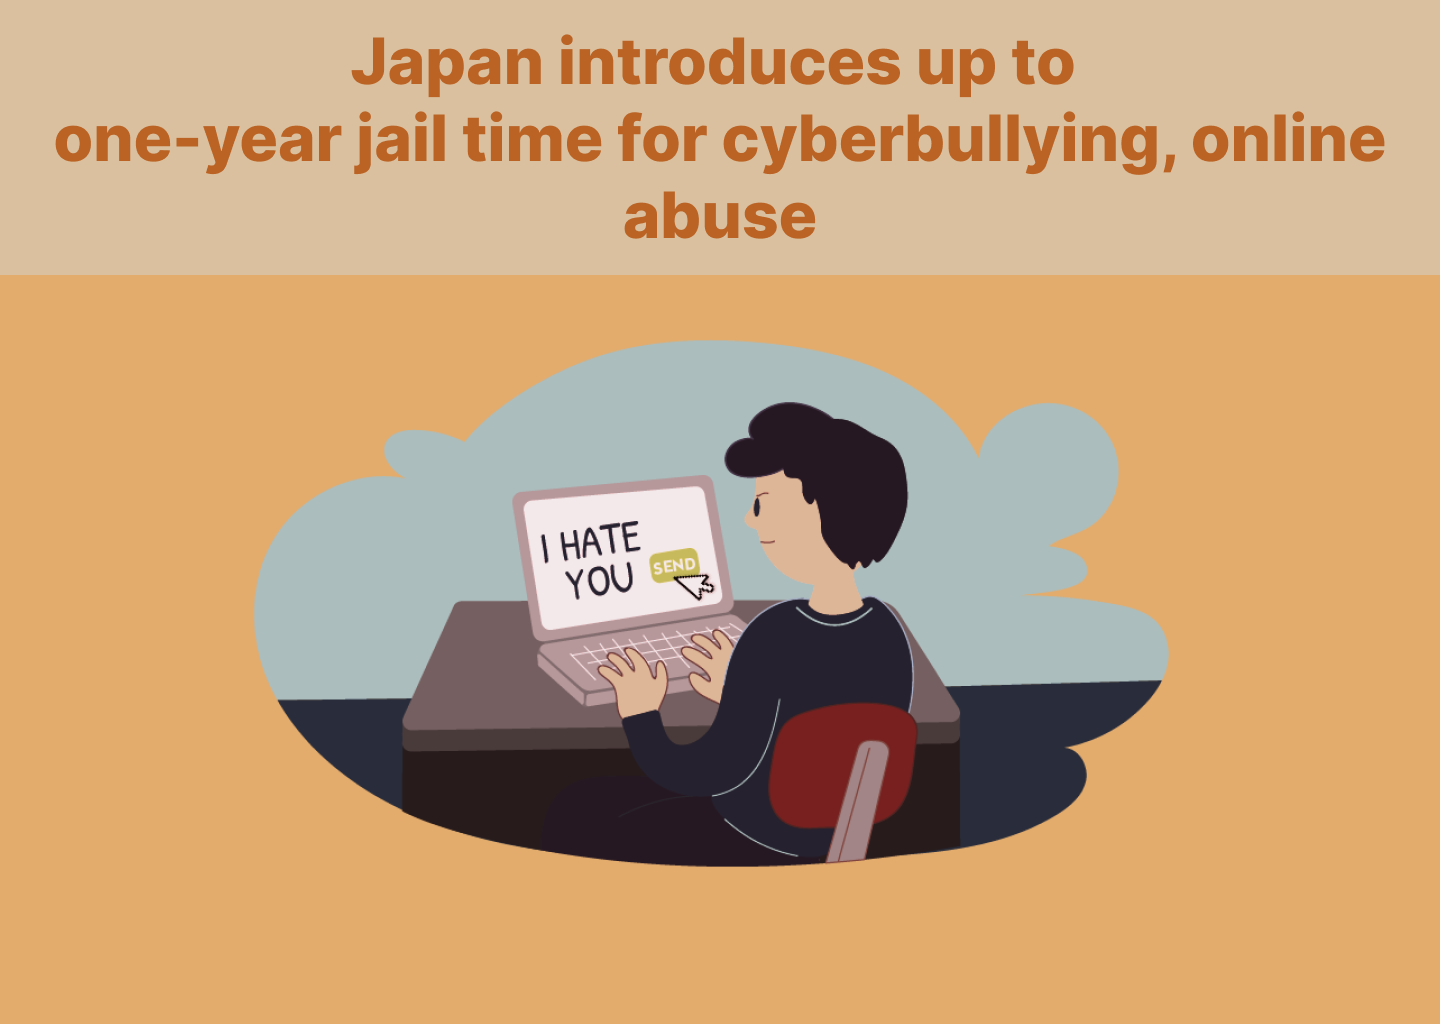 Japan introduces up to
one-year jail time for cyberbullying, online
abuse
I HATE
YOU
SEND